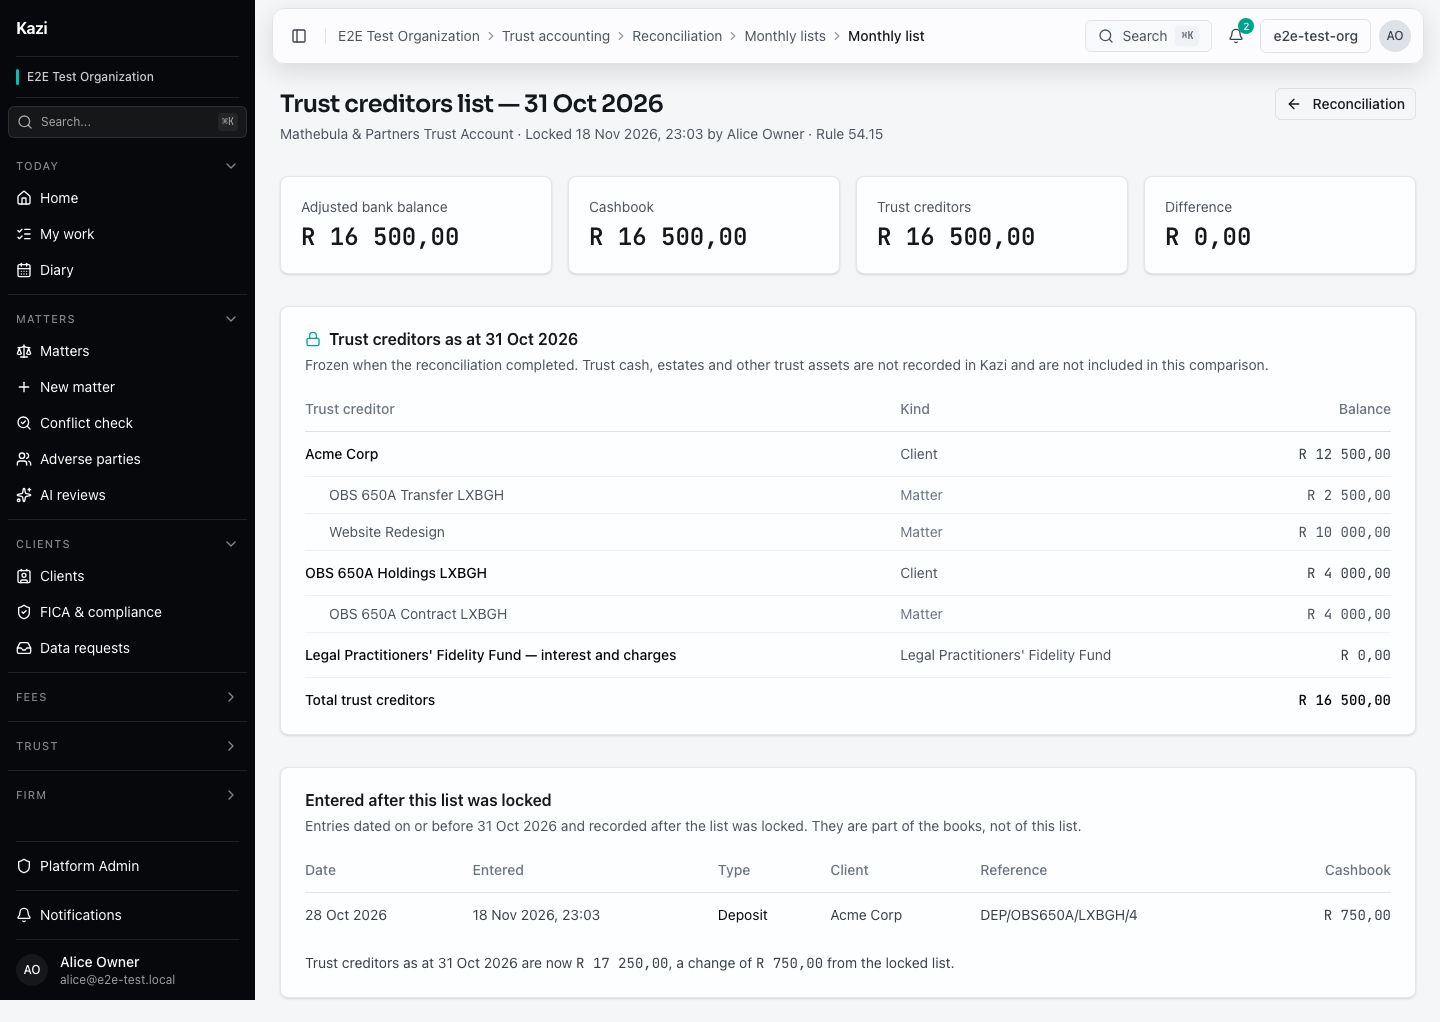 Kazi
E2E Test Organization
Search... ⌘K
TODAY
Home
My work
Diary
MATTERS
Matters
New matter
Conflict check
Adverse parties
AI reviews
CLIENTS
Clients
FICA & compliance
Data requests
FEES
TRUST
FIRM
Platform Admin
Notifications
AO Alice Owner
alice@e2e-test.local
E2E Test Organization > Trust accounting > Reconciliation > Monthly lists > Monthly list
Search ⌘K
2
e2e-test-org
AO
Trust creditors list — 31 Oct 2026
Reconciliation
Mathebula & Partners Trust Account · Locked 18 Nov 2026, 23:03 by Alice Owner · Rule 54.15
Adjusted bank balance
R 16 500,00
Cashbook
R 16 500,00
Trust creditors
R 16 500,00
Difference
R 0,00
Trust creditors as at 31 Oct 2026
Frozen when the reconciliation completed. Trust cash, estates and other trust assets are not recorded in Kazi and are not included in this comparison.
Trust creditor Kind Balance
Acme Corp Client R 12 500,00
OBS 650A Transfer LXBGH Matter R 2 500,00
Website Redesign Matter R 10 000,00
OBS 650A Holdings LXBGH Client R 4 000,00
OBS 650A Contract LXBGH Matter R 4 000,00
Legal Practitioners' Fidelity Fund — interest and charges Legal Practitioners' Fidelity Fund R 0,00
Total trust creditors R 16 500,00
Entered after this list was locked
Entries dated on or before 31 Oct 2026 and recorded after the list was locked. They are part of the books, not of this list.
Date Entered Type Client Reference Cashbook
28 Oct 2026 18 Nov 2026, 23:03 Deposit Acme Corp DEP/OBS650A/LXBGH/4 R 750,00
Trust creditors as at 31 Oct 2026 are now R 17 250,00, a change of R 750,00 from the locked list.